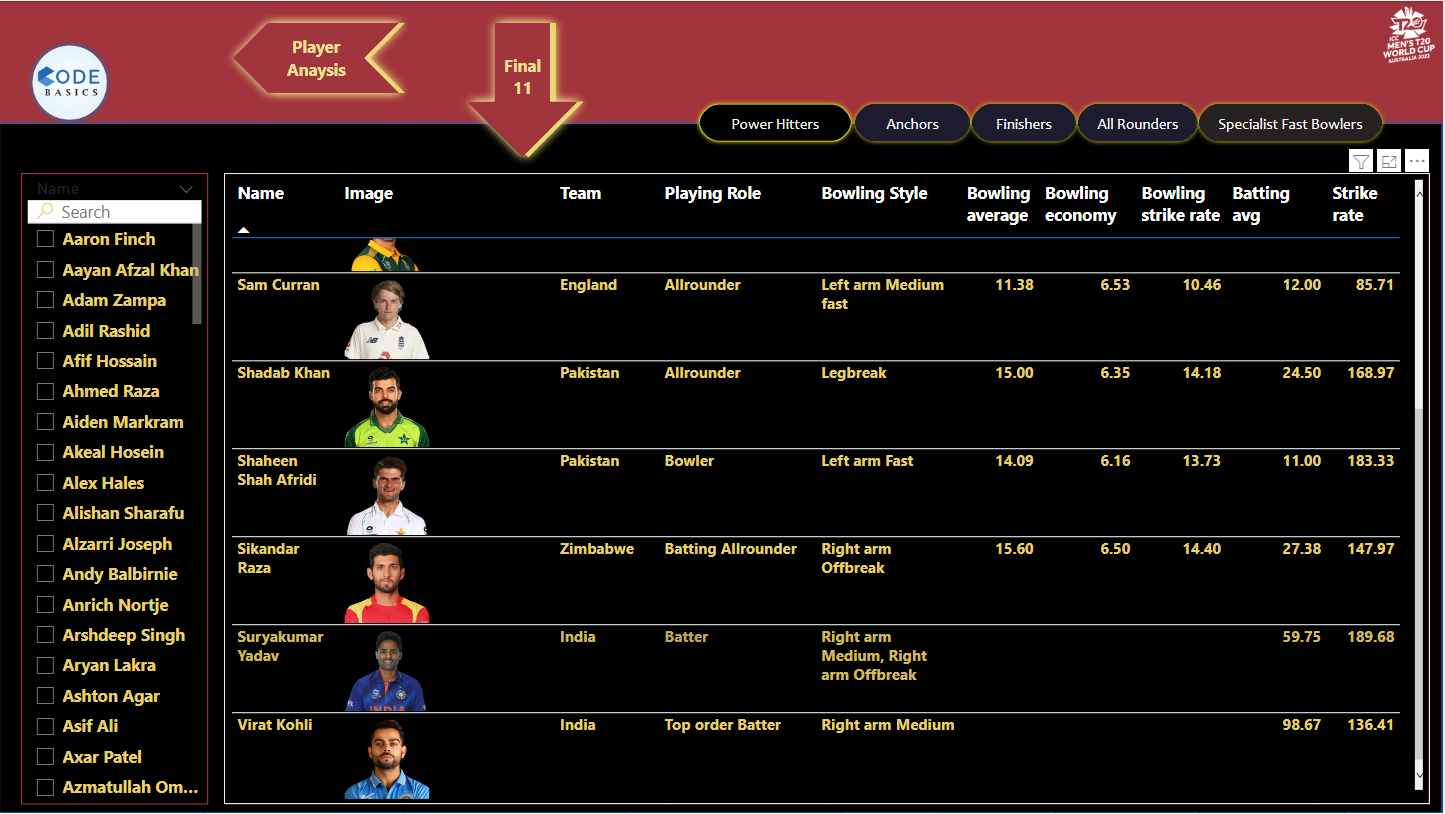 Player
Anaysis
Final
11
CODE
BASICS
T20
ICC
MEN'S T20
WORLD CUP
AUSTRALIA 2022
Power Hitters
Anchors
Finishers
All Rounders
Specialist Fast Bowlers
Name
Search
Aaron Finch
Aayan Afzal Khan
Adam Zampa
Adil Rashid
Afif Hossain
Ahmed Raza
Aiden Markram
Akeal Hosein
Alex Hales
Alishan Sharafu
Alzarri Joseph
Andy Balbirnie
Anrich Nortje
Arshdeep Singh
Aryan Lakra
Ashton Agar
Asif Ali
Axar Patel
Azmatullah Om...
Name Image Team Playing Role Bowling Style Bowling average Bowling economy Bowling strike rate Batting avg Strike rate
Sam Curran England Allrounder Left arm Medium fast 11.38 6.53 10.46 12.00 85.71
Shadab Khan Pakistan Allrounder Legbreak 15.00 6.35 14.18 24.50 168.97
Shaheen Shah Afridi Pakistan Bowler Left arm Fast 14.09 6.16 13.73 11.00 183.33
Sikandar Raza Zimbabwe Batting Allrounder Right arm Offbreak 15.60 6.50 14.40 27.38 147.97
Suryakumar Yadav India Batter Right arm Medium, Right arm Offbreak 59.75 189.68
Virat Kohli India Top order Batter Right arm Medium 98.67 136.41